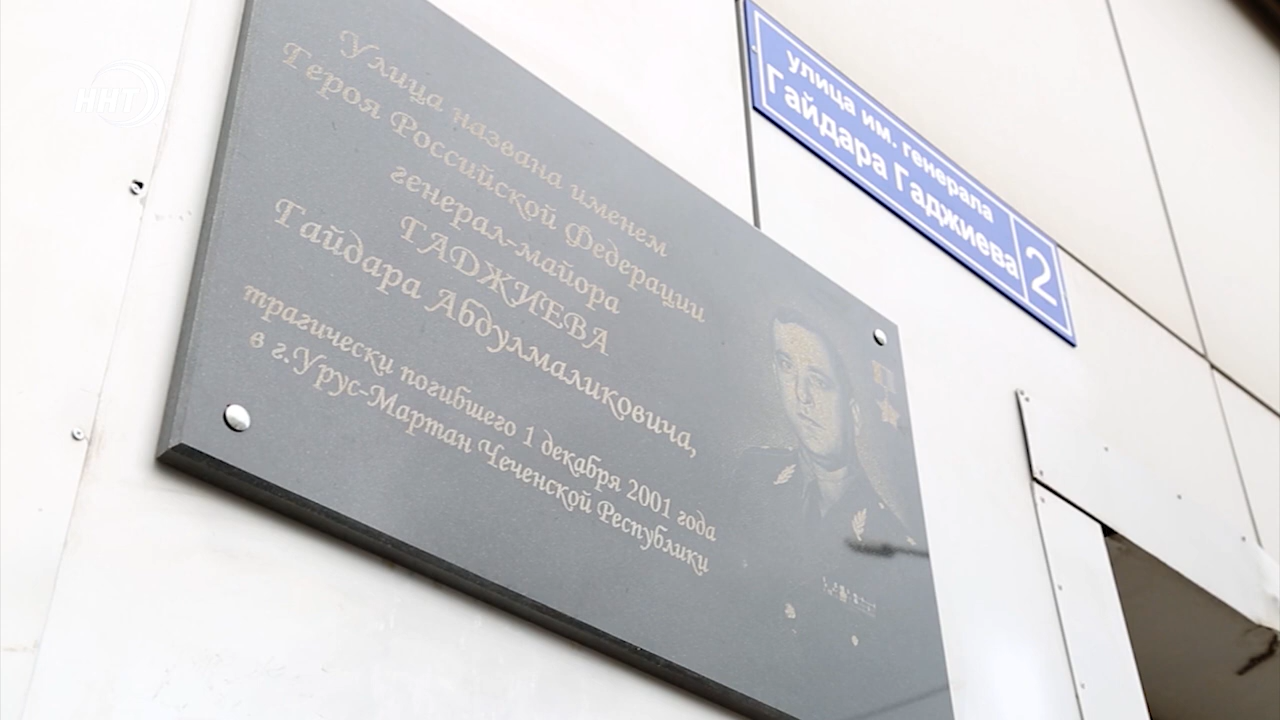 ННТ
Улица названа именем
Героя Российской Федерации
генерал-майора
ГАДЖИЕВА
Гайдара Абдулмаликовича,
трагически погибшего 1 декабря 2001 года
в г.Урус-Мартан Чеченской Республики
улица им. генерала
Гайдара Гаджиева
2